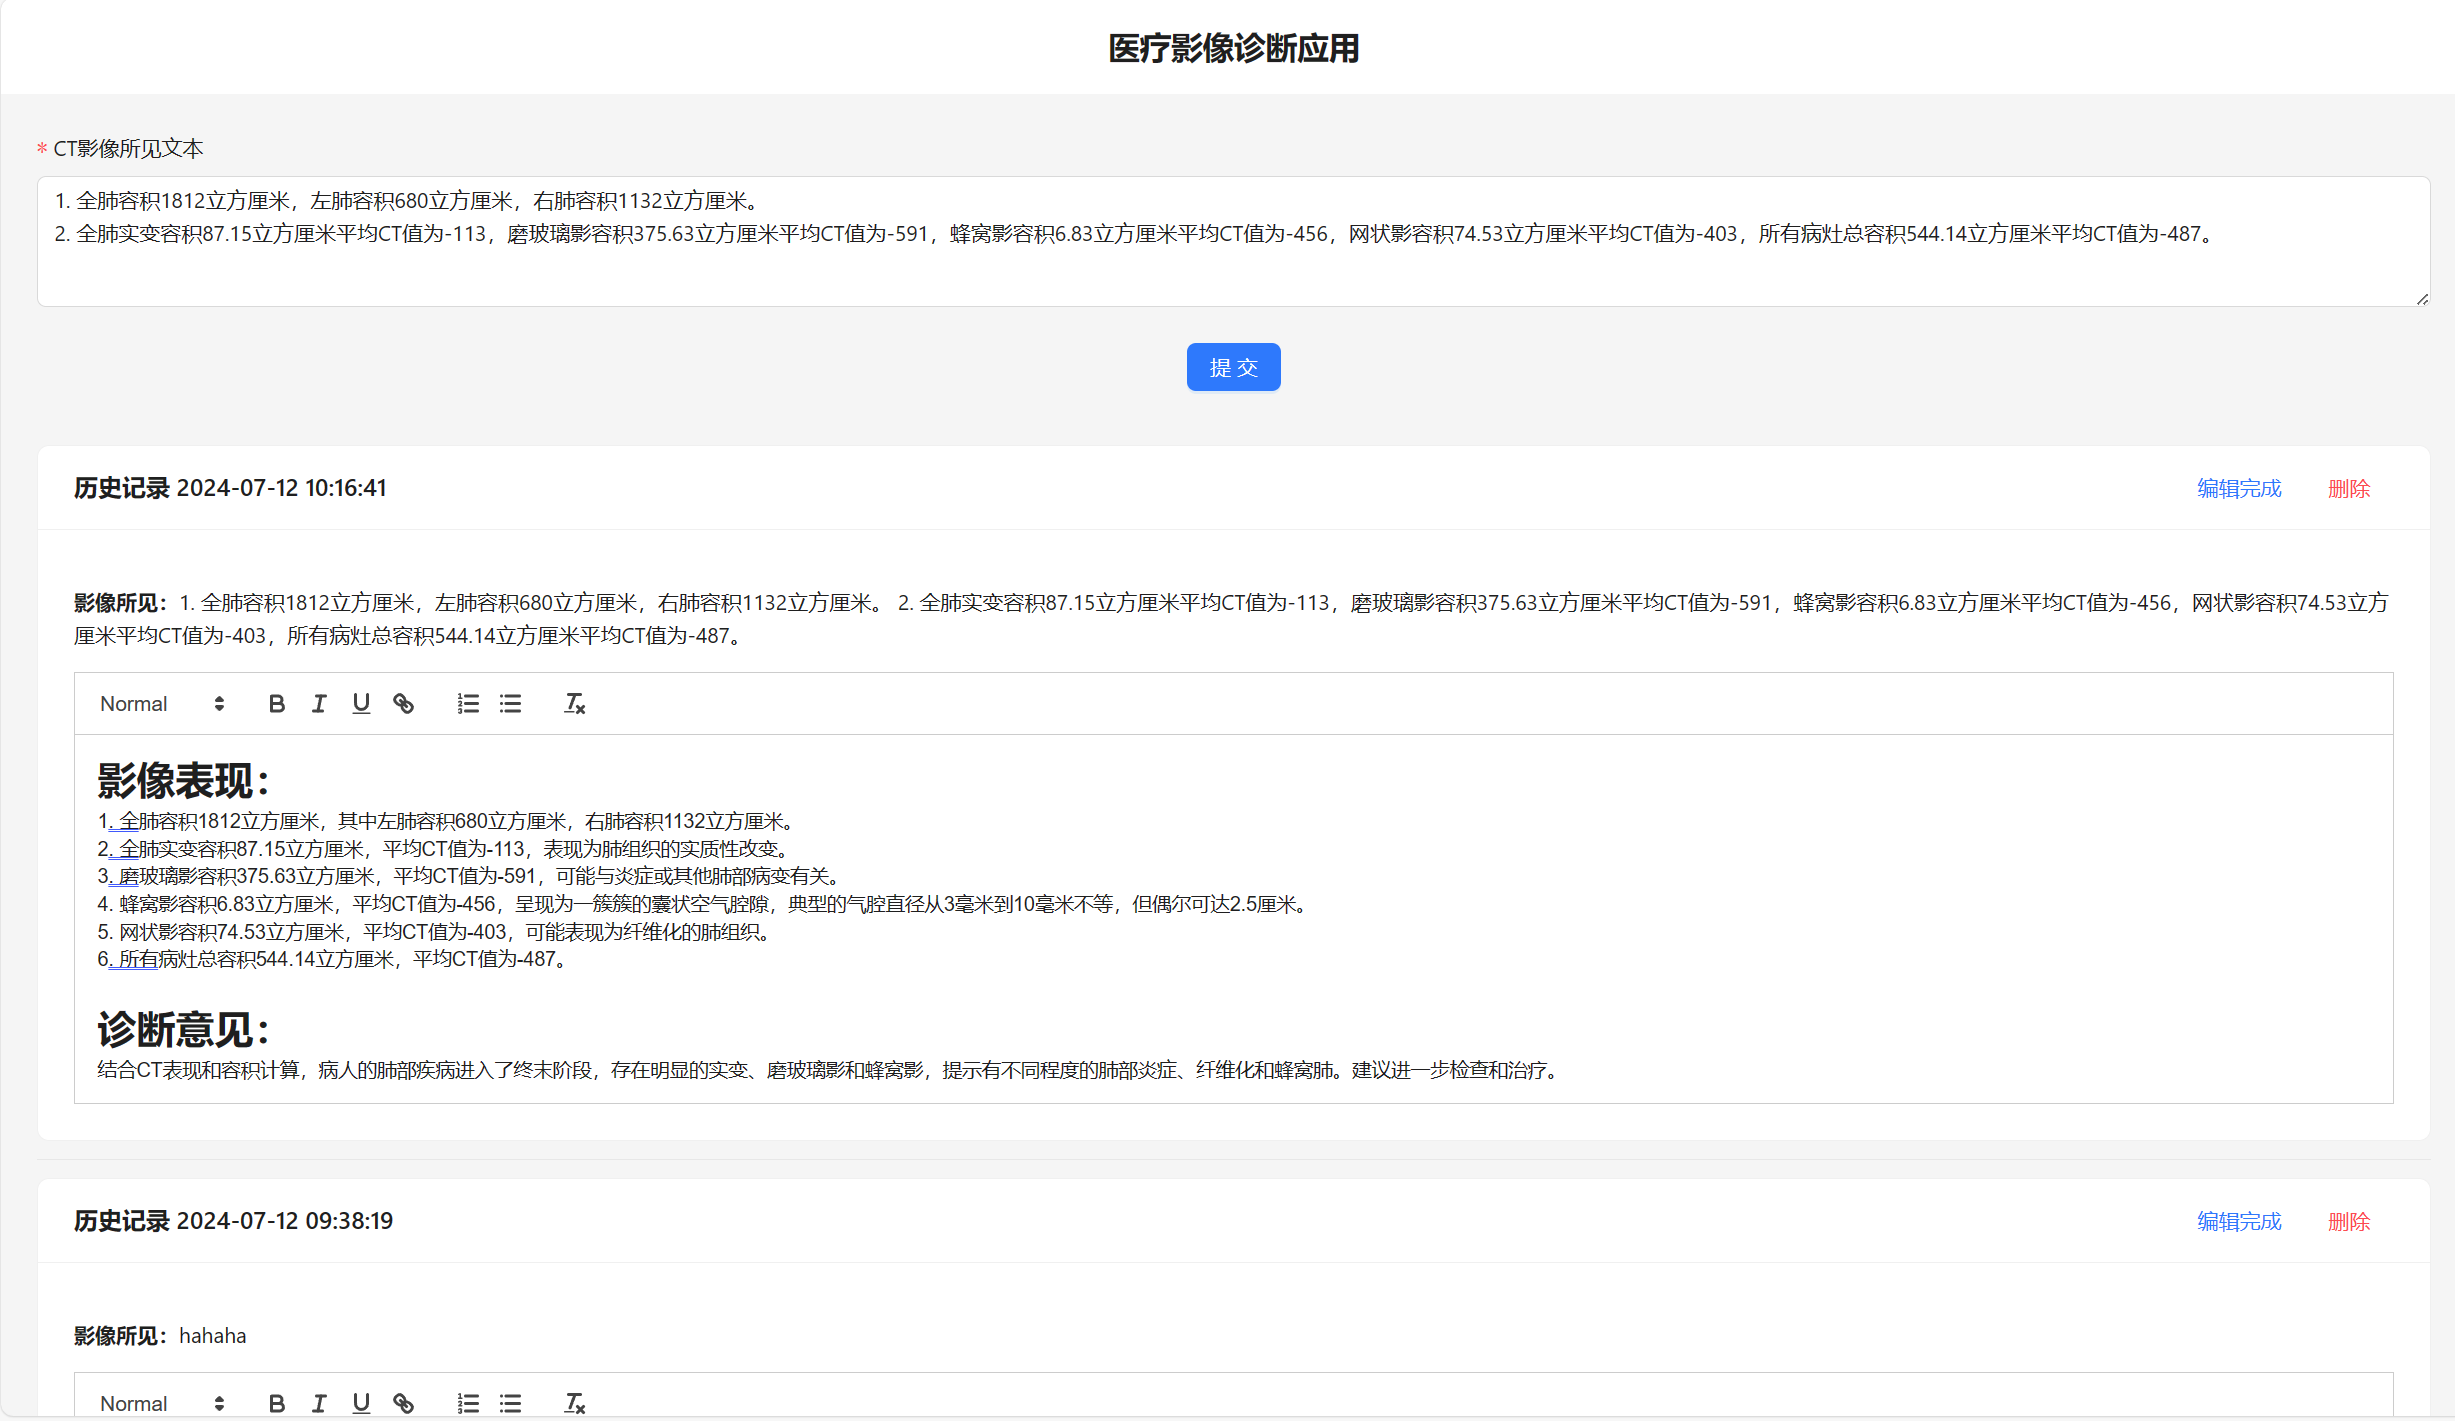 医疗影像诊断应用
* CT影像所见文本
1. 全肺容积1812立方厘米，左肺容积680立方厘米，右肺容积1132立方厘米。
2. 全肺实变容积87.15立方厘米平均CT值为-113，磨玻璃影容积375.63立方厘米平均CT值为-591，蜂窝影容积6.83立方厘米平均CT值为-456，网状影容积74.53立方厘米平均CT值为-403，所有病灶总容积544.14立方厘米平均CT值为-487。
提 交
历史记录 2024-07-12 10:16:41 编辑完成 删除
影像所见：1. 全肺容积1812立方厘米，左肺容积680立方厘米，右肺容积1132立方厘米。 2. 全肺实变容积87.15立方厘米平均CT值为-113，磨玻璃影容积375.63立方厘米平均CT值为-591，蜂窝影容积6.83立方厘米平均CT值为-456，网状影容积74.53立方
厘米平均CT值为-403，所有病灶总容积544.14立方厘米平均CT值为-487。
Normal B I U
影像表现：
1. 全肺容积1812立方厘米，其中左肺容积680立方厘米，右肺容积1132立方厘米。
2. 全肺实变容积87.15立方厘米，平均CT值为-113，表现为肺组织的实质性改变。
3. 磨玻璃影容积375.63立方厘米，平均CT值为-591，可能与炎症或其他肺部病变有关。
4. 蜂窝影容积6.83立方厘米，平均CT值为-456，呈现为一簇簇的囊状空气腔隙，典型的气腔直径从3毫米到10毫米不等，但偶尔可达2.5厘米。
5. 网状影容积74.53立方厘米，平均CT值为-403，可能表现为纤维化的肺组织。
6. 所有病灶总容积544.14立方厘米，平均CT值为-487。
诊断意见：
结合CT表现和容积计算，病人的肺部疾病进入了终末阶段，存在明显的实变、磨玻璃影和蜂窝影，提示有不同程度的肺部炎症、纤维化和蜂窝肺。建议进一步检查和治疗。
历史记录 2024-07-12 09:38:19 编辑完成 删除
影像所见：hahaha
Normal B I U